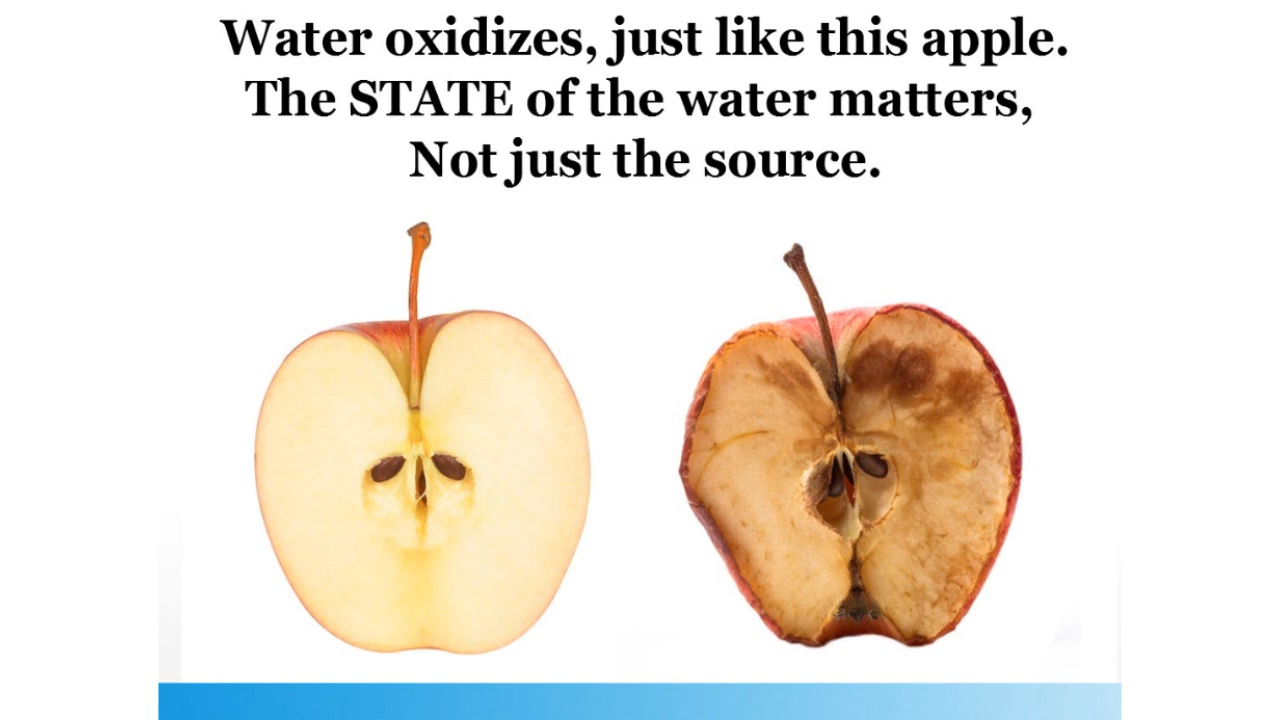 Water oxidizes, just like this apple.
The STATE of the water matters,
Not just the source.